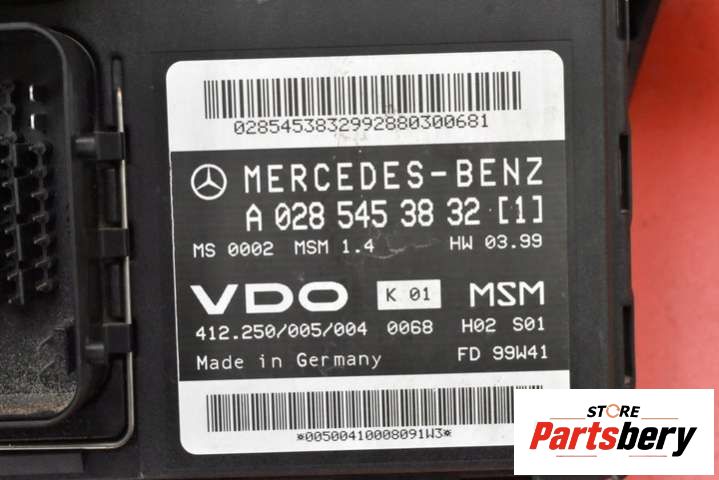 0285453832992880300681
MERCEDES-BENZ
A 028 545 38 32 [1]
MS 0002 MSM 1.4 HW 03.99
VDO K 01 MSM
412.250/005/004 0068 H02 S01
Made in Germany FD 99W41
*00500410008091W3*
STORE
Partsbery